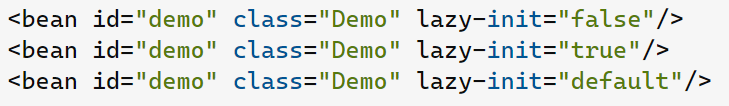 <bean id="demo" class="Demo" lazy-init="false"/>
<bean id="demo" class="Demo" lazy-init="true"/>
<bean id="demo" class="Demo" lazy-init="default"/>